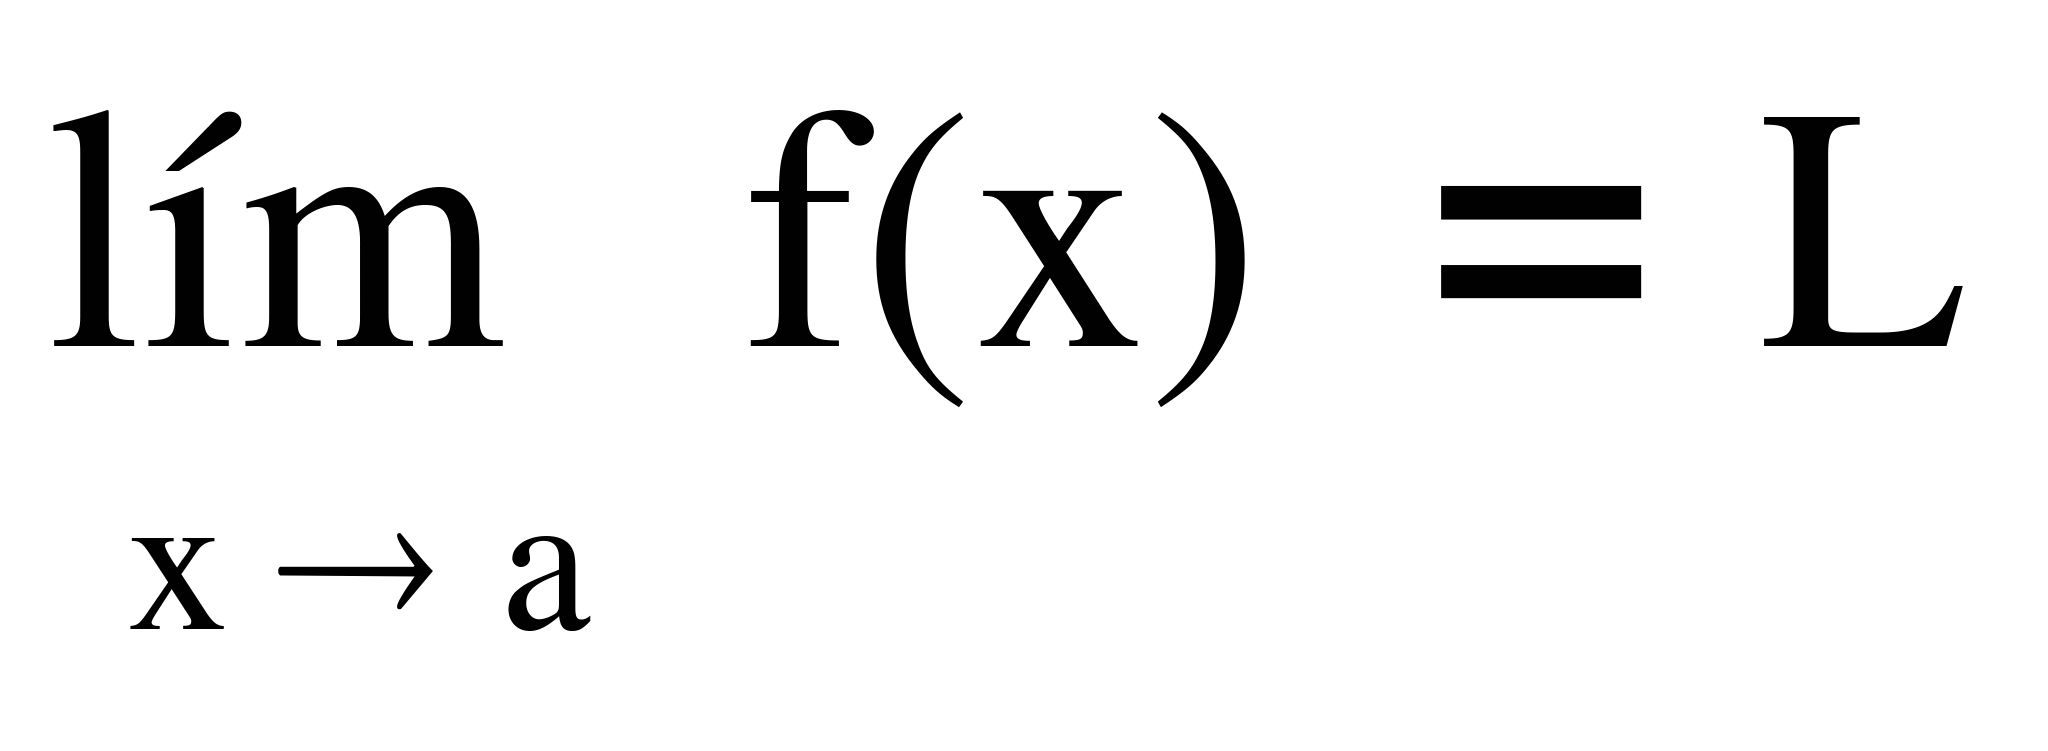 lím f(x) = L
x → a